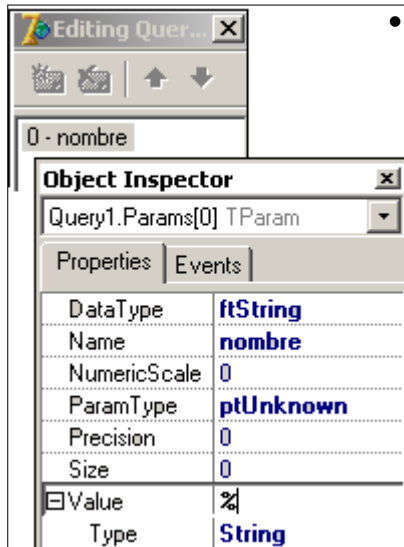 Editing Quer...
0 - nombre
Object Inspector
Query1.Params[0] TParam
Properties Events
DataType ftString
Name nombre
NumericScale 0
ParamType ptUnknown
Precision 0
Size 0
Value %
Type String